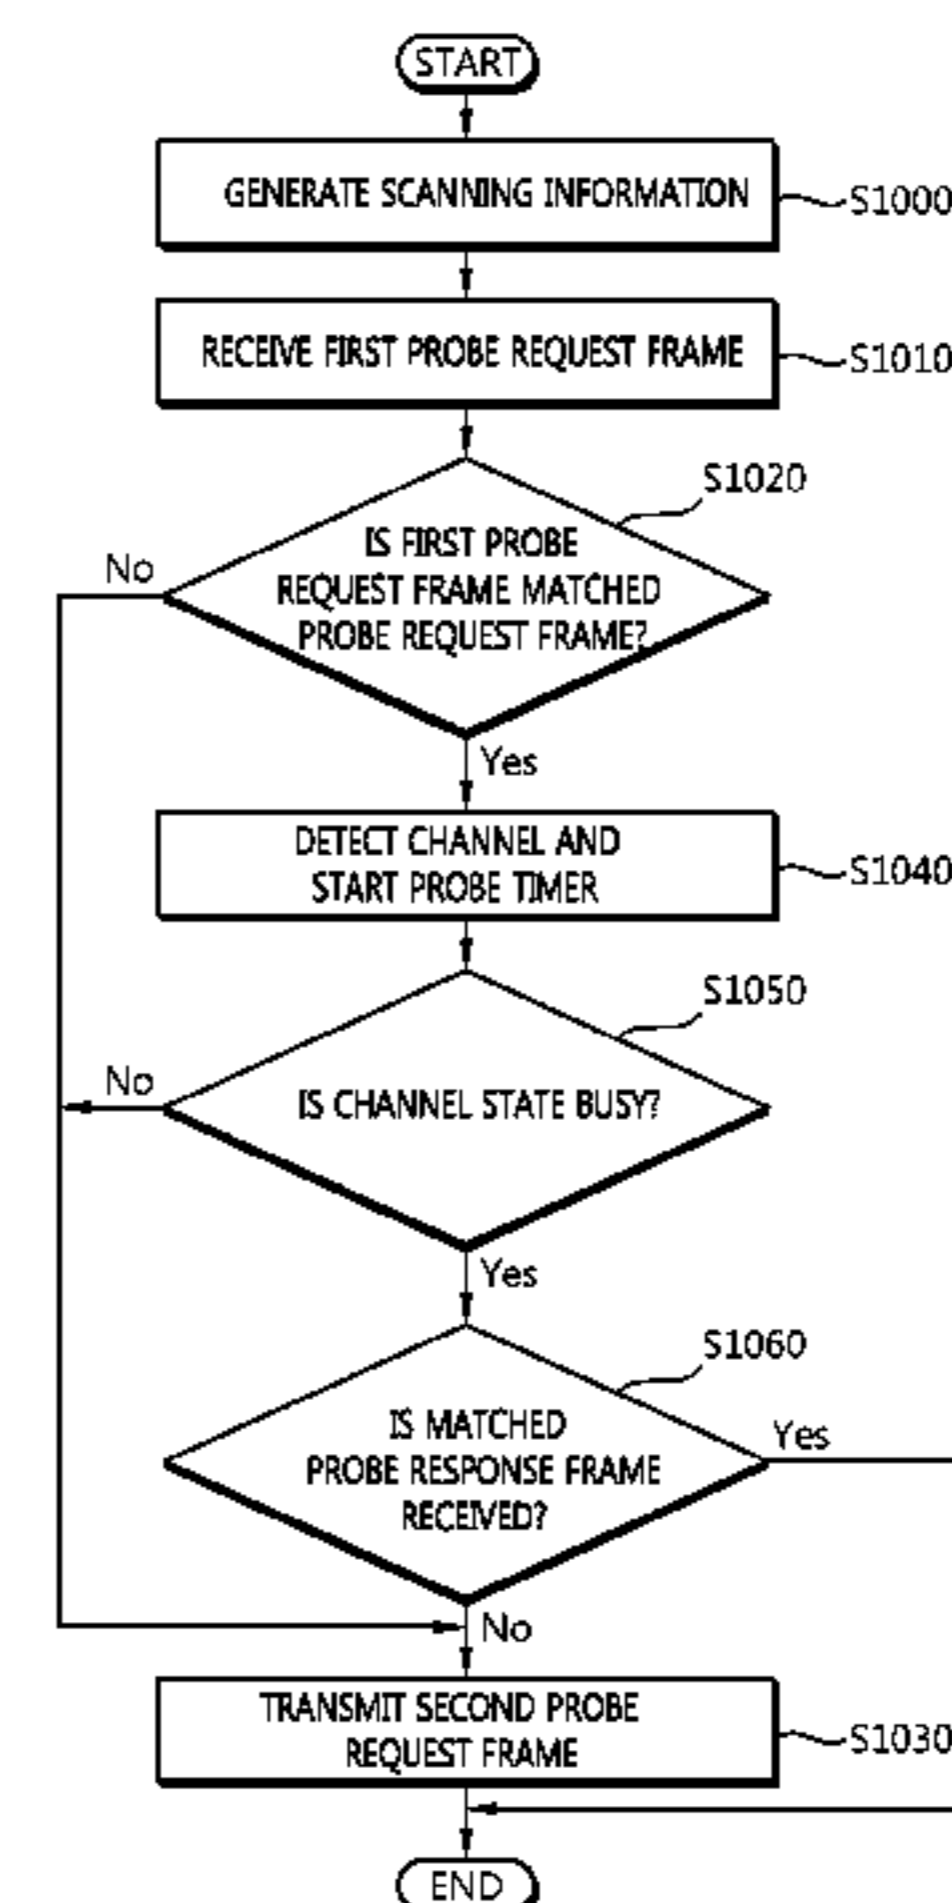 START
GENERATE SCANNING INFORMATION
S1000
RECEIVE FIRST PROBE REQUEST FRAME
S1010
S1020
IS FIRST PROBE
REQUEST FRAME MATCHED
PROBE REQUEST FRAME?
No
Yes
DETECT CHANNEL AND
START PROBE TIMER
S1040
S1050
No
IS CHANNEL STATE BUSY?
Yes
S1060
IS MATCHED
PROBE RESPONSE FRAME
RECEIVED?
Yes
No
TRANSMIT SECOND PROBE
REQUEST FRAME
S1030
END